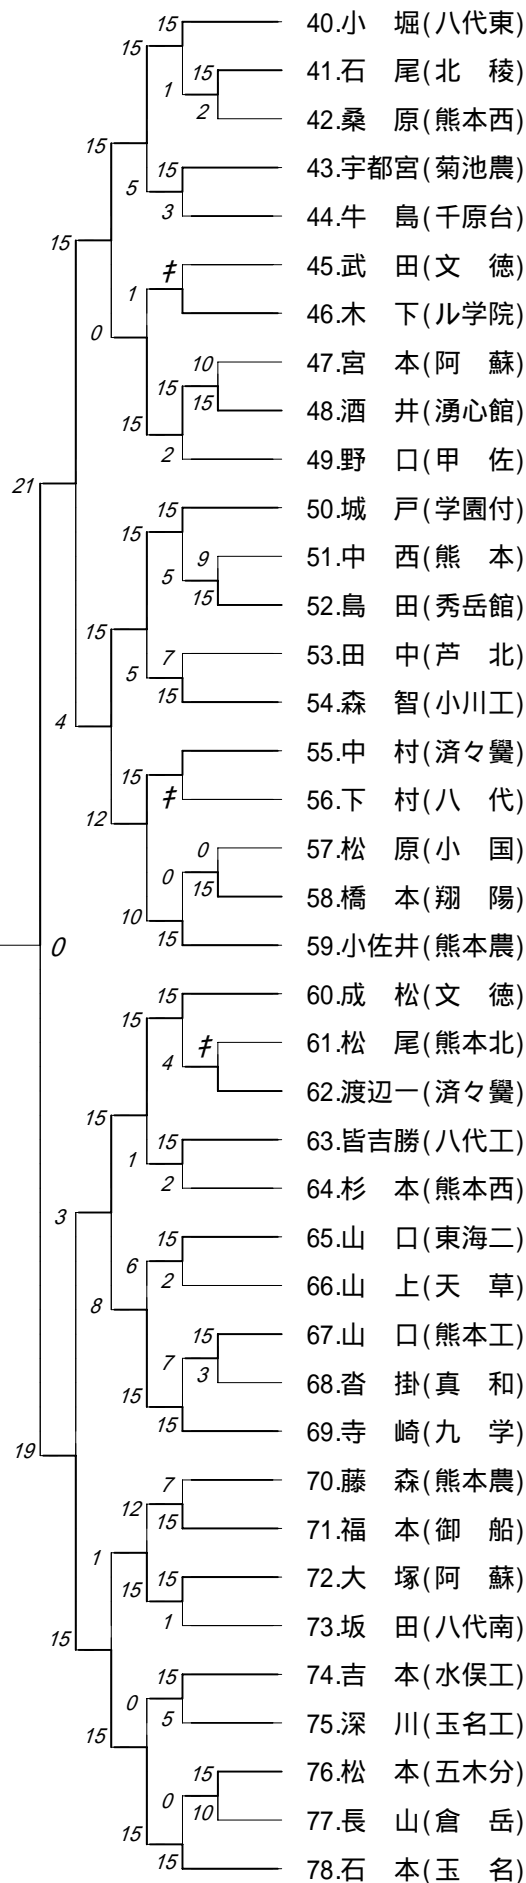 15
40.小　堀(八代東)
15
15
41.石　尾(北　稜)
1
2
42.桑　原(熊本西)
15
15
43.宇都宮(菊池農)
5
3
44.牛　島(千原台)
15
キ
45.武　田(文　徳)
1
46.木　下(ル学院)
0
10
47.宮　本(阿　蘇)
15
15
48.酒　井(湧心館)
15
2
49.野　口(甲　佐)
21
15
50.城　戸(学園付)
15
9
51.中　西(熊　本)
5
15
52.島　田(秀岳館)
15
7
53.田　中(芦　北)
5
15
54.森　智(小川工)
4
15
55.中　村(済々黌)
キ
56.下　村(八　代)
12
0
57.松　原(小　国)
0
15
58.橋　本(翔　陽)
10
15
59.小佐井(熊本農)
0
15
60.成　松(文　徳)
15
キ
61.松　尾(熊本北)
4
62.渡辺一(済々黌)
15
15
63.皆吉勝(八代工)
1
2
64.杉　本(熊本西)
3
15
65.山　口(東海二)
6
2
66.山　上(天　草)
8
15
67.山　口(熊本工)
7
3
68.沓　掛(真　和)
15
15
69.寺　崎(九　学)
19
7
70.藤　森(熊本農)
12
15
71.福　本(御　船)
1
15
15
72.大　塚(阿　蘇)
1
73.坂　田(八代南)
15
15
74.吉　本(水俣工)
0
5
75.深　川(玉名工)
15
15
76.松　本(五木分)
0
10
77.長　山(倉　岳)
15
15
78.石　本(玉　名)